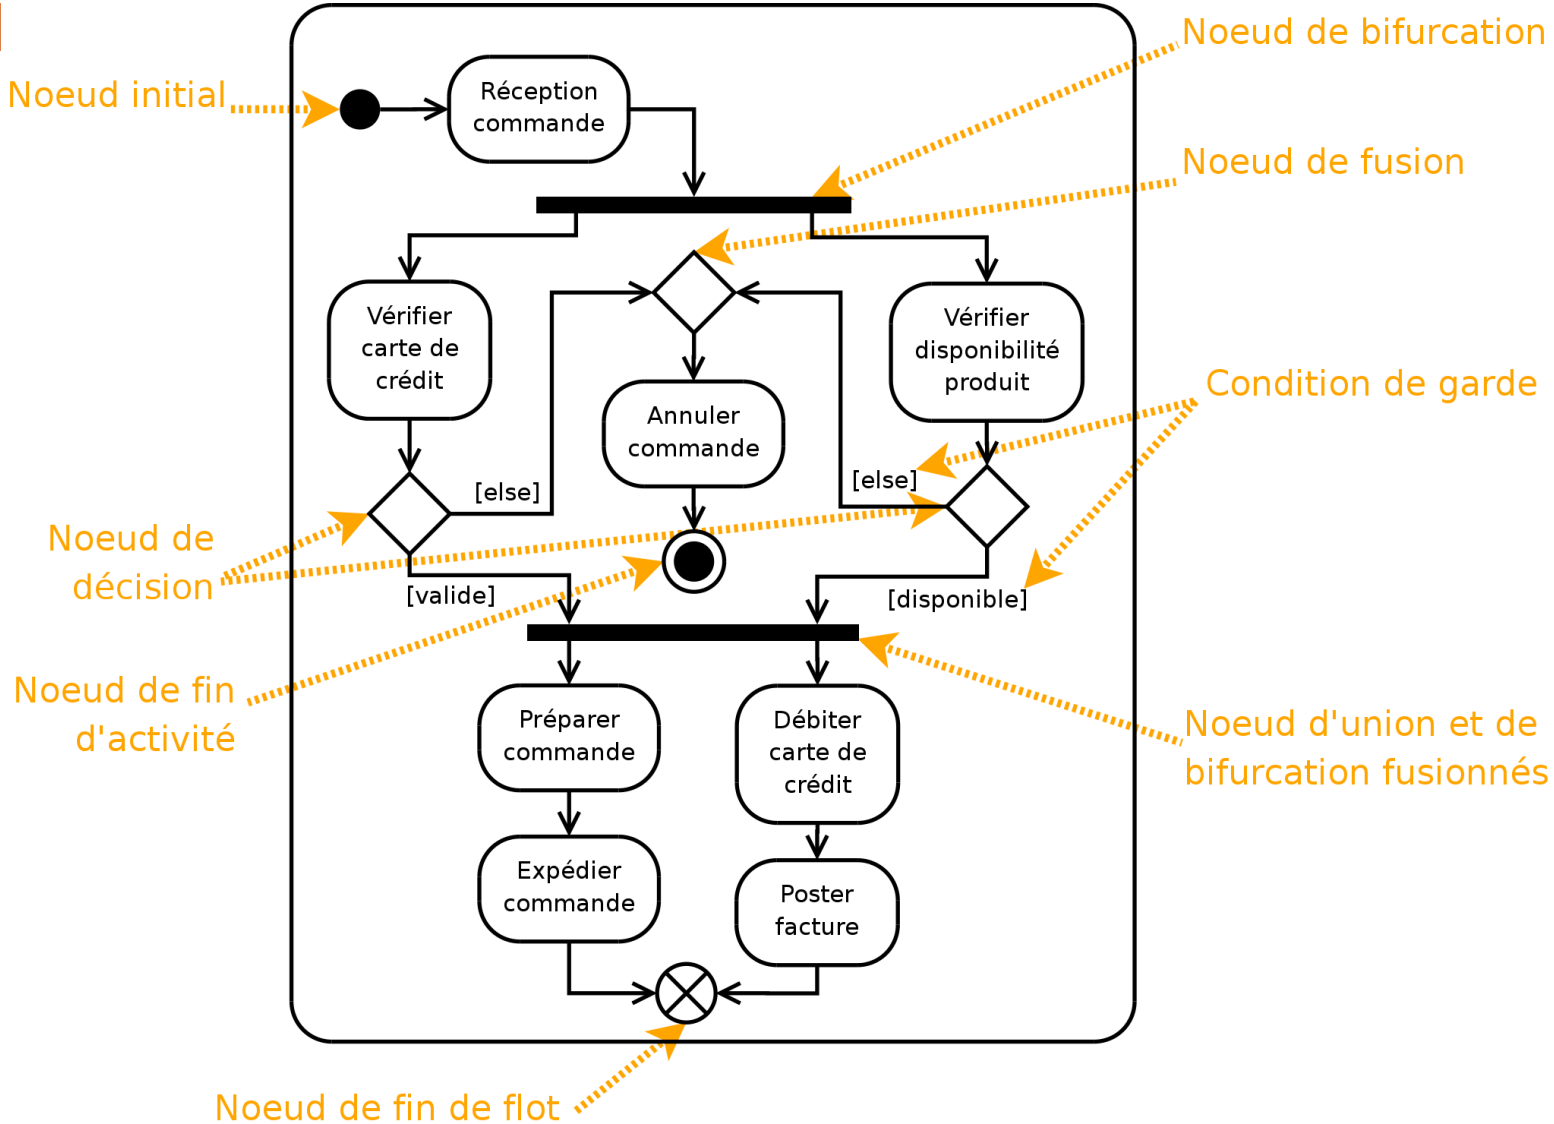 Noeud de bifurcation
Noeud initial
Réception
commande
Noeud de fusion
Vérifier
carte de
crédit
Vérifier
disponibilité
produit
Condition de garde
Annuler
commande
[else]
[else]
Noeud de
décision
[valide]
[disponible]
Noeud de fin
d'activité
Préparer
commande
Débiter
carte de
crédit
Noeud d'union et de
bifurcation fusionnés
Expédier
commande
Poster
facture
Noeud de fin de flot